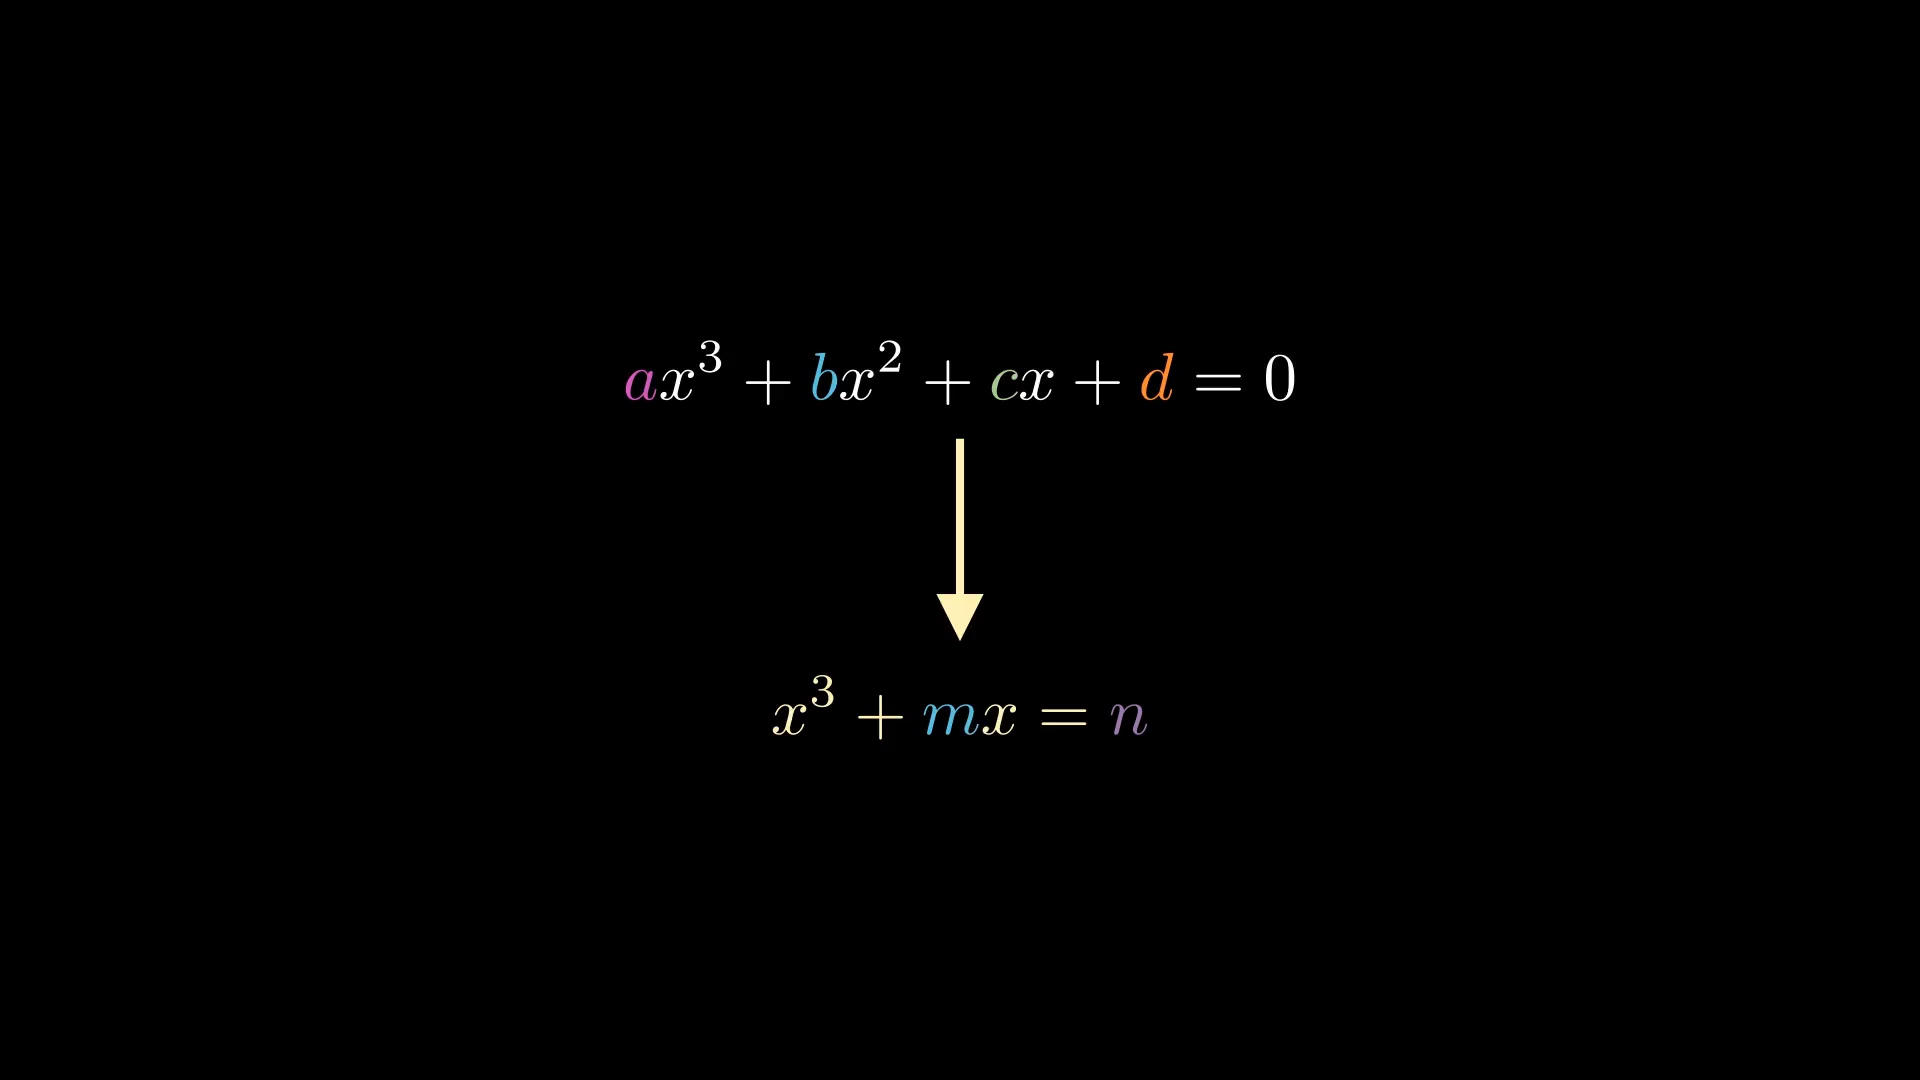 ax³ + bx² + cx + d = 0
x³ + mx = n